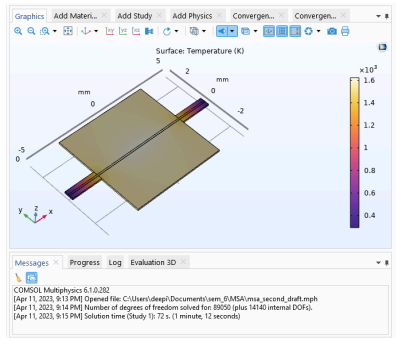 Graphics
Add Materi...
Add Study
Add Physics
Convergen...
Convergen...
xy
yz
xz
Surface: Temperature (K)
5
2
mm
mm
0
0
-2
-5
0
y z x
×10³
1.6
1.4
1.2
1
0.8
0.6
0.4
Messages
Progress
Log
Evaluation 3D
COMSOL Multiphysics 6.1.0.282
[Apr 11, 2023, 9:13 PM] Opened file: C:\Users\deepi\Documents\sem_6\MSA\msa_second_draft.mph
[Apr 11, 2023, 9:14 PM] Number of degrees of freedom solved for: 89050 (plus 14140 internal DOFs).
[Apr 11, 2023, 9:15 PM] Solution time (Study 1): 72 s. (1 minute, 12 seconds)